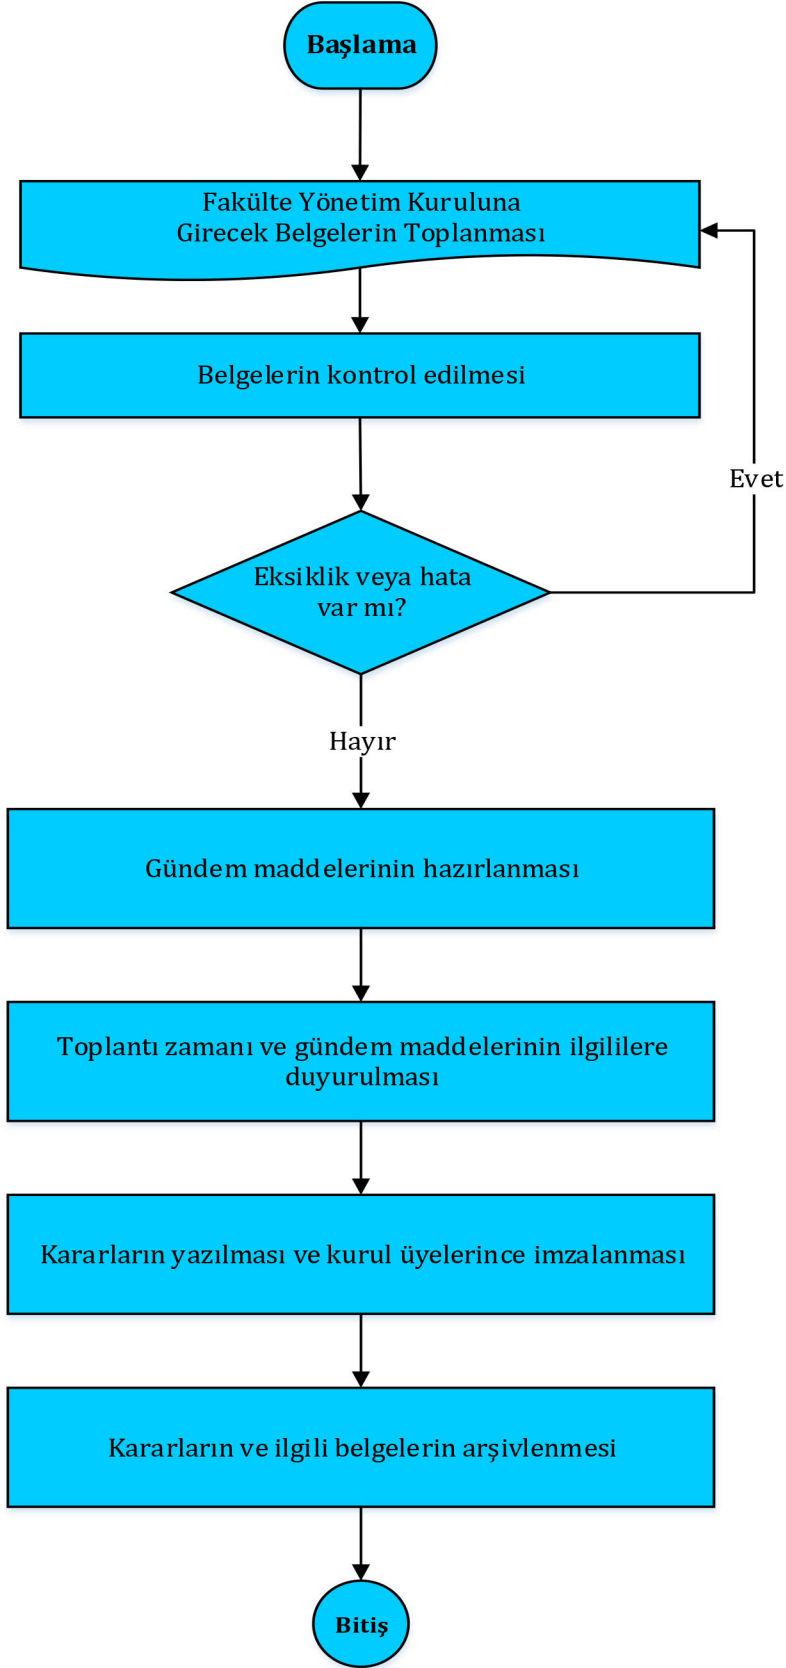 Başlama
Fakülte Yönetim Kuruluna
Girecek Belgelerin Toplanması
Belgelerin kontrol edilmesi
Evet
Eksiklik veya hata
var mı?
Hayır
Gündem maddelerinin hazırlanması
Toplantı zamanı ve gündem maddelerinin ilgililere
duyurulması
Kararların yazılması ve kurul üyelerince imzalanması
Kararların ve ilgili belgelerin arşivlenmesi
Bitiş